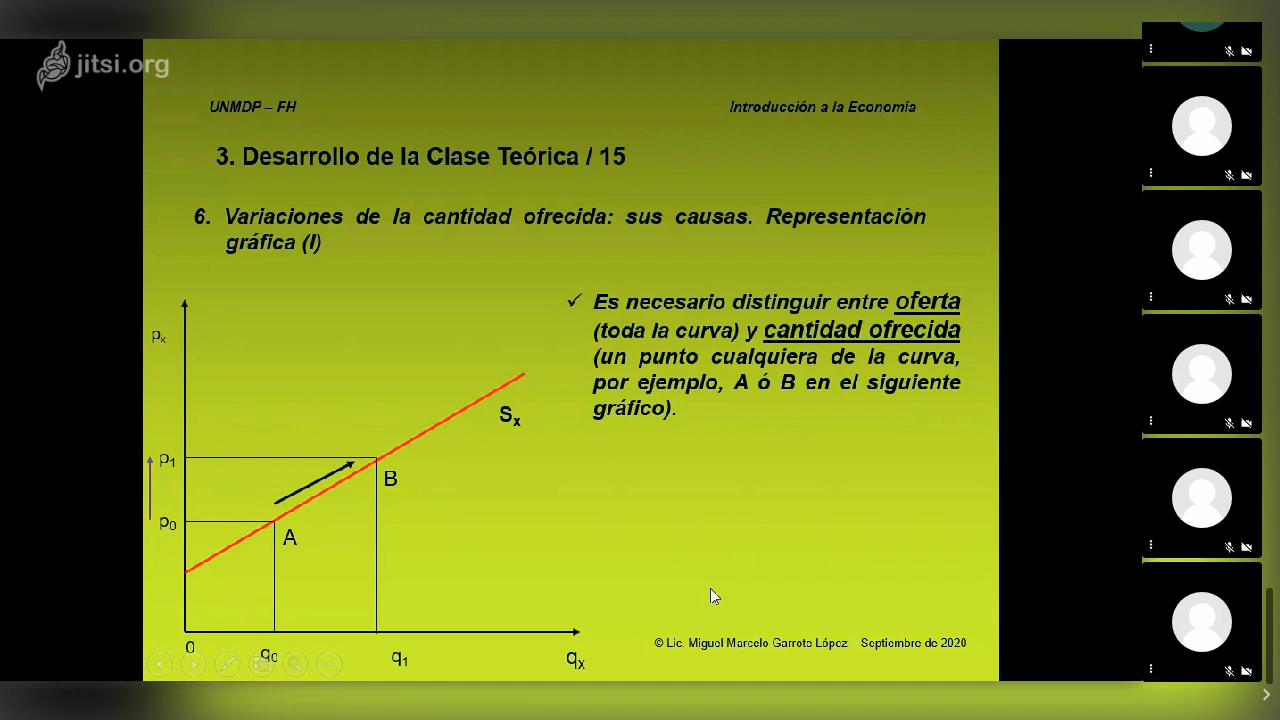 jitsi.org
UNMDP – FH
Introducción a la Economía
3. Desarrollo de la Clase Teórica / 15
6. Variaciones de la cantidad ofrecida: sus causas. Representación
gráfica (I)
✓ Es necesario distinguir entre oferta
(toda la curva) y cantidad ofrecida
(un punto cualquiera de la curva,
por ejemplo, A ó B en el siguiente
gráfico).
px
Sx
p1
B
p0
A
0
q0
q1
qX
© Lic. Miguel Marcelo Garrote López – Septiembre de 2020